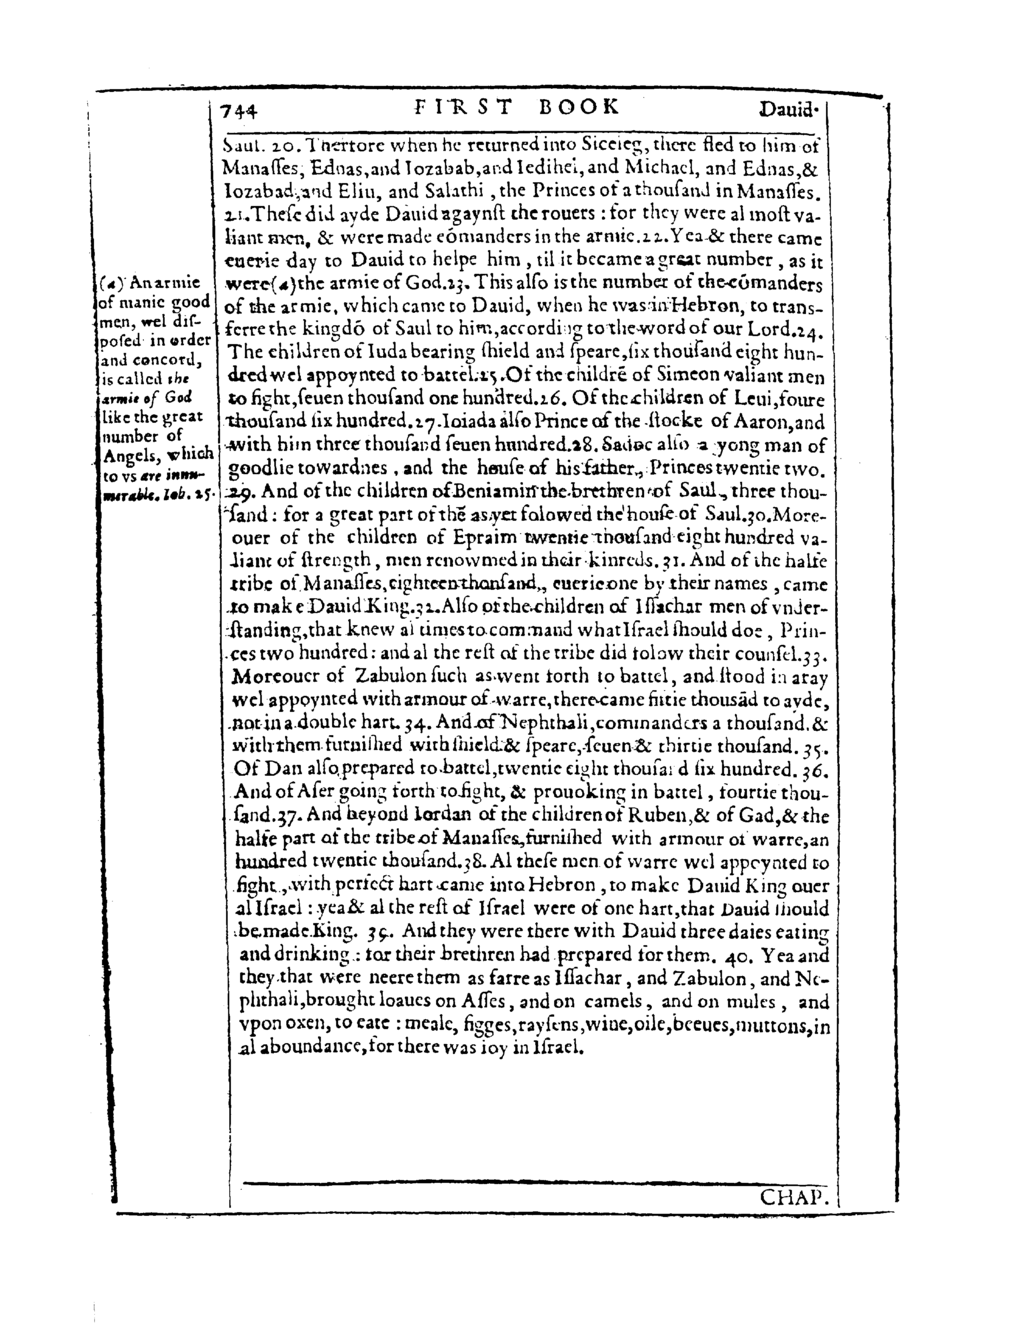 744 FIRST BOOK Dauid.
Saul. 20. Therfore when he returned into Siceleg, there fled to him of
Manaſſes, Ednas, and Iozabab, and Iedihel, and Michael, and Ednas, &
Iozabad, and Eliu, and Salathi, the Princes of a thouſand in Manaſſes.
21. Theſe did ayde Dauid agaynſt the rouers: for they were al moſt va-
liant men, & were made cōmanders in the armie. 22. Yea & there came
euerie day to Dauid to helpe him, til it became a great number, as it
were (a) the armie of God. 23. This alſo is the number of the cōmanders
of the armie, which came to Dauid, when he was in Hebron, to trans-
ferre the kingdō of Saul to him, according to the word of our Lord. 24.
The children of Iuda bearing ſhield and ſpeare, ſix thouſand eight hun-
dred wel appoynted to battel. 25. Of the childrē of Simeon valiant men
to fight, ſeuen thouſand one hundred. 26. Of the children of Leui, foure
thouſand ſix hundred. 27. Ioiada alſo Prince of the ſtocke of Aaron, and
with him three thouſand ſeuen hundred. 28. Sadoc alſo a yong man of
goodlie towardnes, and the houſe of his father, Princes twentie two.
29. And of the children of Beniamin the brethren of Saul, three thou-
ſand: for a great part of thē as yet folowed the houſe of Saul. 30. More-
ouer of the children of Epraim twentie thouſand eight hundred va-
liant of ſtrength, men renowmed in their kinreds. 31. And of the halfe
tribe of Manaſſes, eighteen thouſand, euerie one by their names, came
to make Dauid King. 32. Alſo of the children of Iſſachar men of vnder-
ſtanding, that knew al times to command what Iſrael ſhould doe, Prin-
ces two hundred: and al the reſt of the tribe did folow their counſel. 33.
Moreouer of Zabulon ſuch as went forth to battel, and ſtood in aray
wel appoynted with armour of warre, there came fiftie thousād to ayde,
not in a double hart. 34. And of Nephthali, commanders a thouſand, &
with them furniſhed with ſhield & ſpeare, ſeuen & thirtie thouſand. 35.
Of Dan alſo prepared to battel, twentie eight thouſand ſix hundred. 36.
And of Aſer going forth to fight, & prouoking in battel, fourtie thou-
ſand. 37. And beyond Iordan of the children of Ruben, & of Gad, & the
halfe part of the tribe of Manaſſes, furniſhed with armour of warre, an
hundred twentie thouſand. 38. Al theſe men of warre wel appoynted to
fight, with perfect hart came into Hebron, to make Dauid King ouer
al Iſrael: yea & al the reſt of Iſrael were of one hart, that Dauid ſhould
be made King. 39. And they were there with Dauid three daies eating
and drinking: for their brethren had prepared for them. 40. Yea and
they that were neere them as farre as Iſſachar, and Zabulon, and Ne-
phthali, brought loaues on Aſſes, and on camels, and on mules, and
vpon oxen, to eate: meale, figges, rayſens, wine, oile, beeues, muttons, in
al aboundance, for there was ioy in Iſrael.
(a) An armie
of manie good
men, wel diſ-
poſed in order
and concord,
is called the
armie of God
like the great
number of
Angels, which
to vs are innu-
murable. Iob. 25.
CHAP.